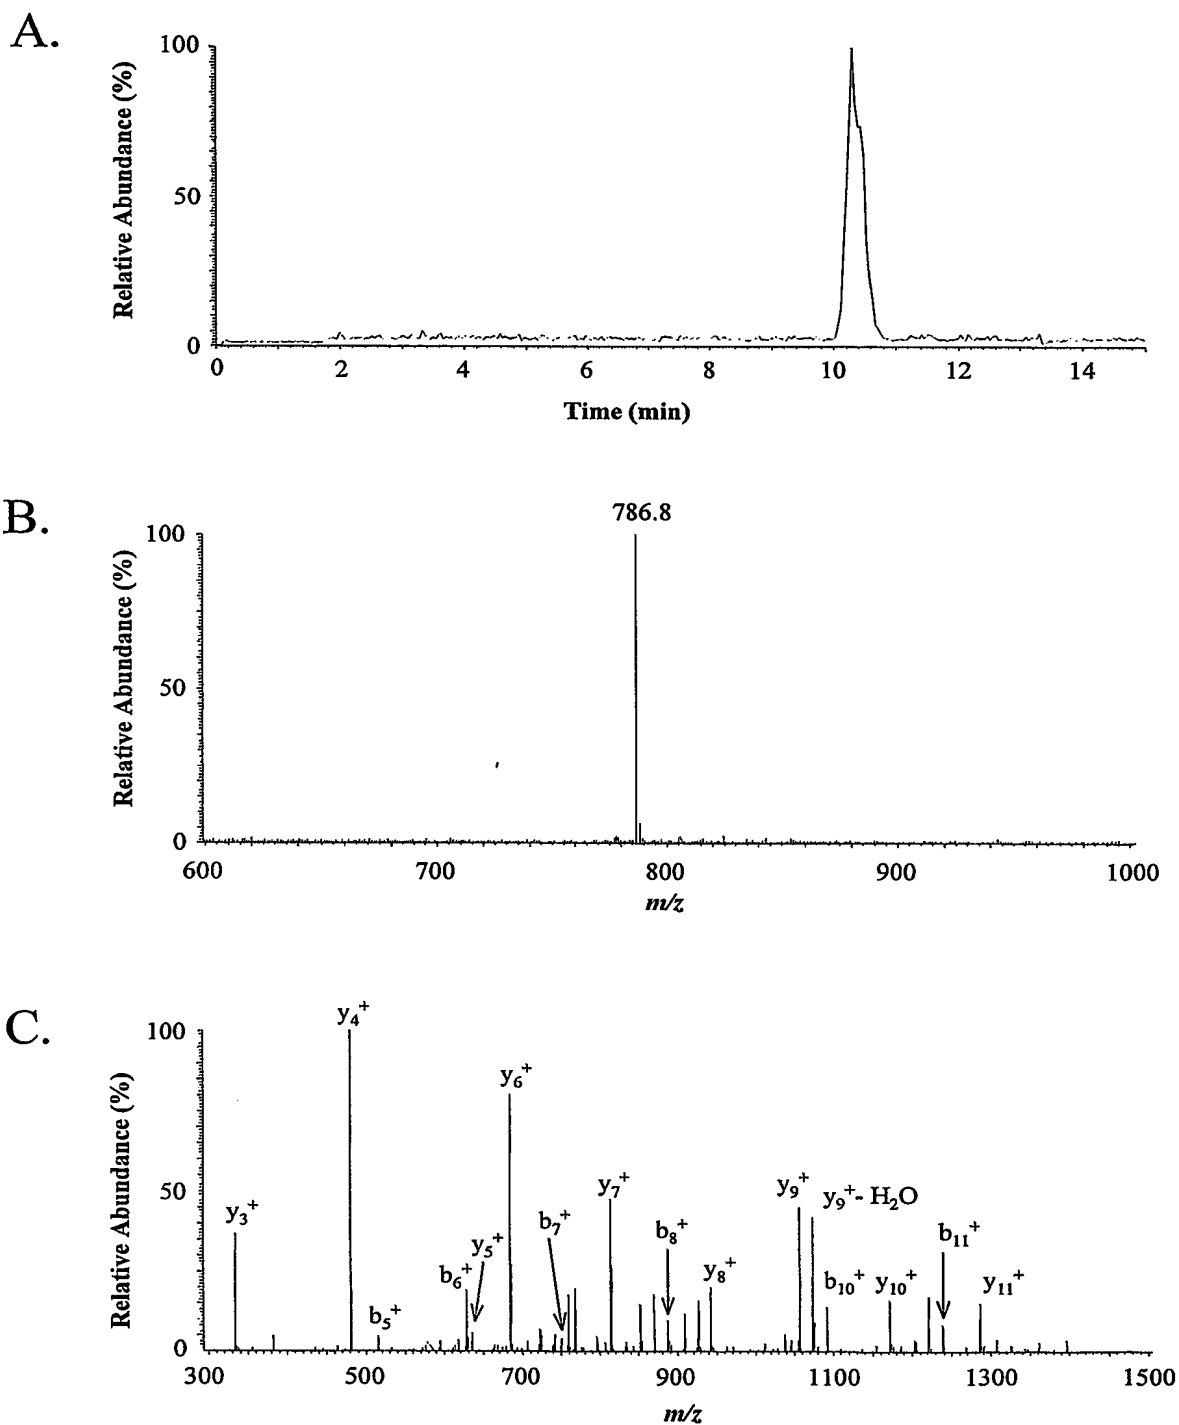 A.
Relative Abundance (%)
100
50
0
0 2 4 6 8 10 12 14
Time (min)
B.
Relative Abundance (%)
786.8
100
50
0
600 700 800 900 1000
m/z
C.
Relative Abundance (%)
100
50
0
y₃⁺
y₄⁺
b₅⁺
b₆⁺
y₅⁺
y₆⁺
b₇⁺
y₇⁺
b₈⁺
y₈⁺
y₉⁺
y₉⁺- H₂O
b₁₀⁺
y₁₀⁺
b₁₁⁺
y₁₁⁺
300 500 700 900 1100 1300 1500
m/z